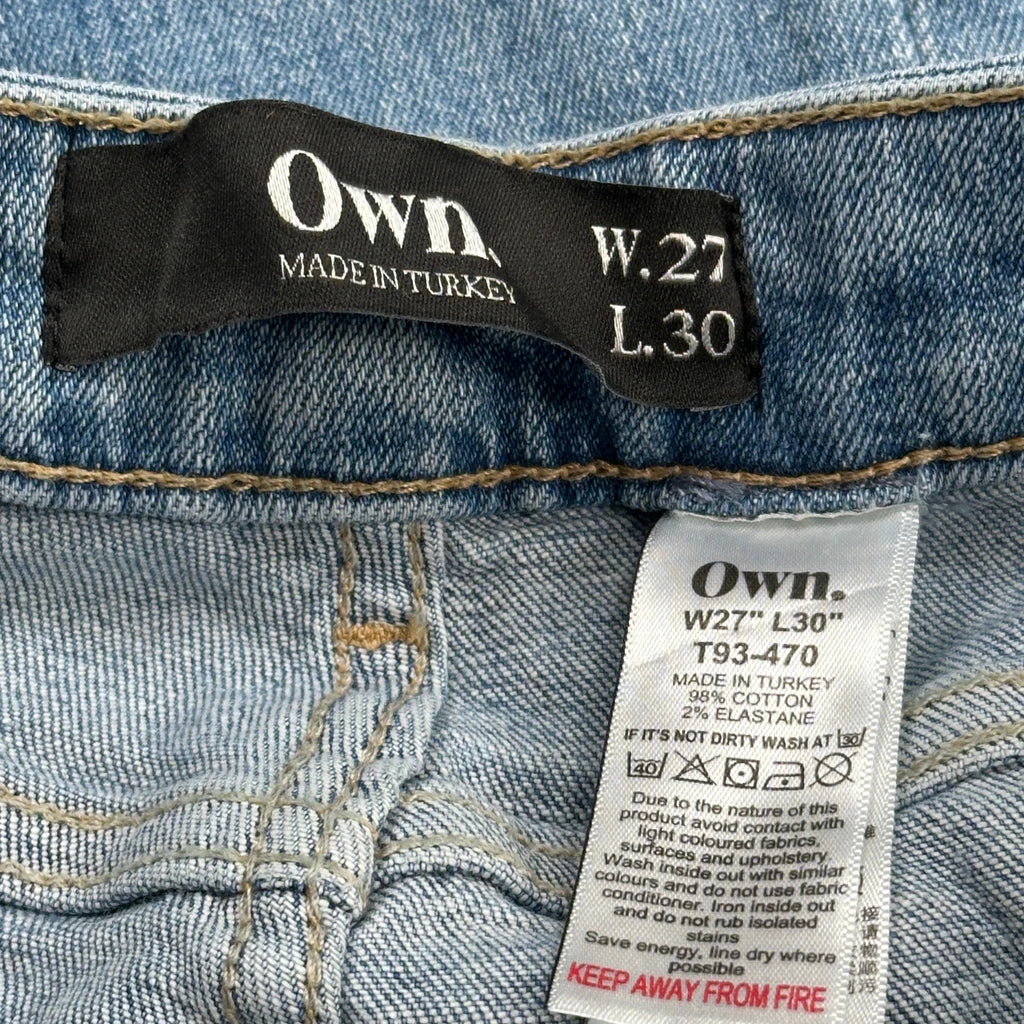 Own.
MADE IN TURKEY
W.27
L.30
Own.
W27" L30"
T93-470
MADE IN TURKEY
98% COTTON
2% ELASTANE
IF IT'S NOT DIRTY WASH AT 30
40
Due to the nature of this
product avoid contact with
light coloured fabrics,
surfaces and upholstery.
Wash inside out with similar
colours and do not use fabric
conditioner. Iron inside out
and do not rub isolated
stains
Save energy, line dry where
possible
KEEP AWAY FROM FIRE